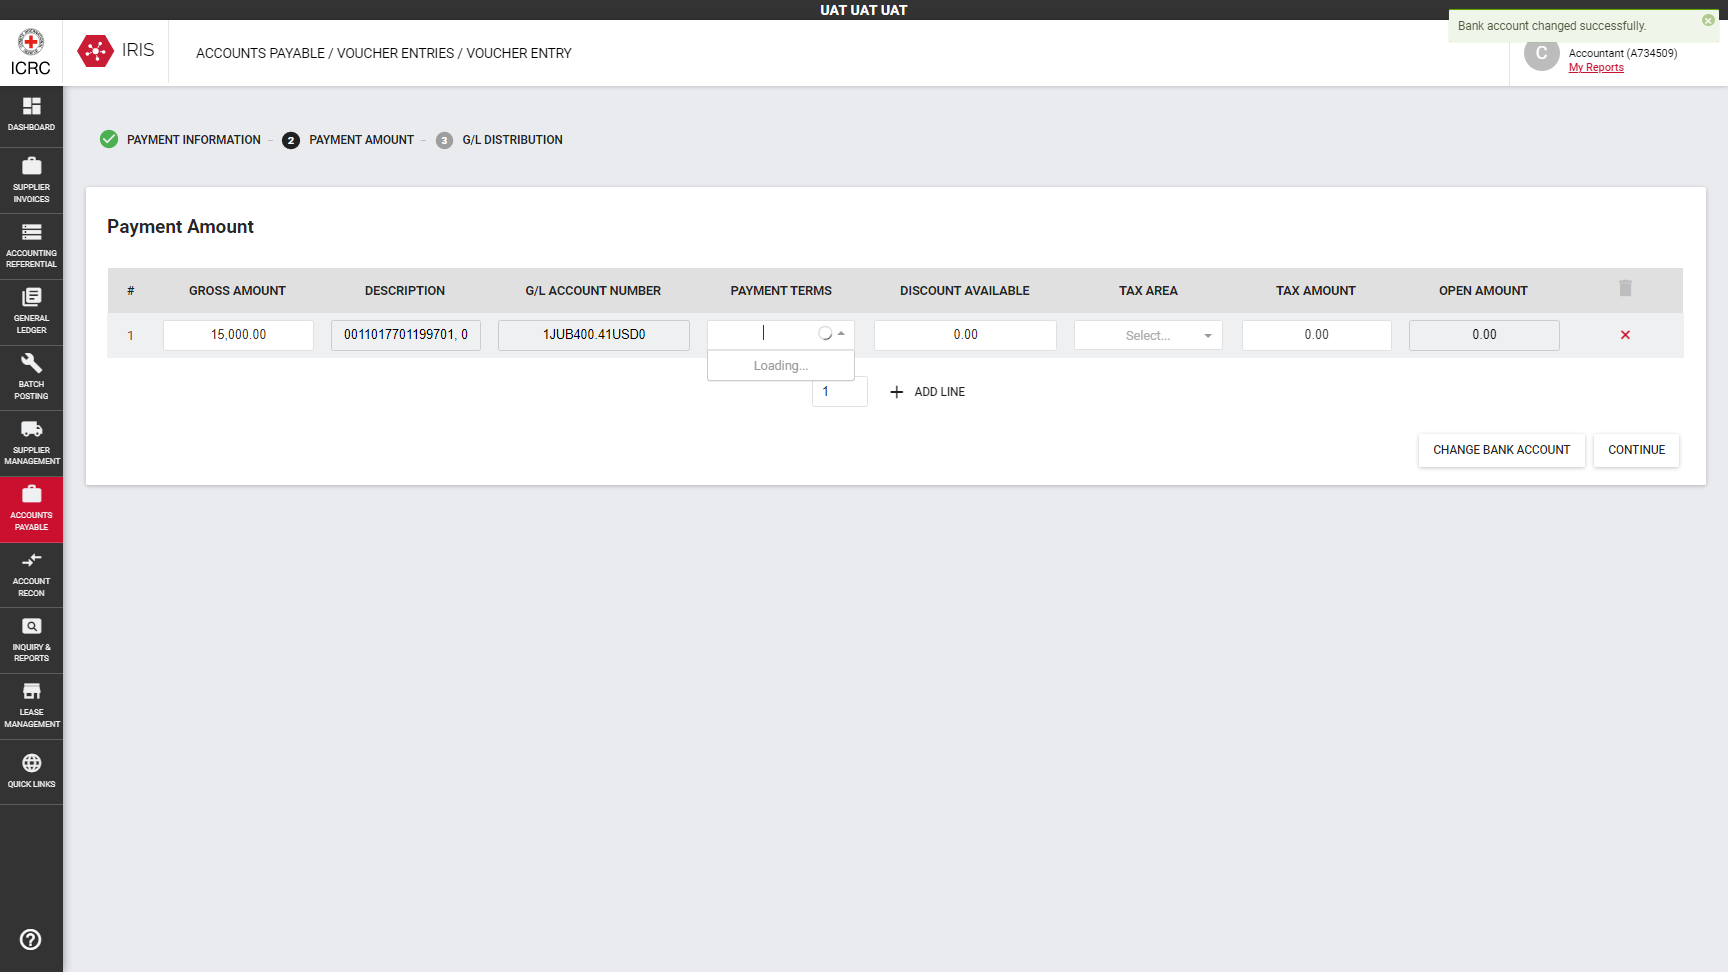 UAT UAT UAT
Bank account changed successfully.
ICRC
IRIS
ACCOUNTS PAYABLE / VOUCHER ENTRIES / VOUCHER ENTRY
C
Accountant (A734509)
My Reports
DASHBOARD
SUPPLIER
INVOICES
ACCOUNTING
REFERENTIAL
GENERAL
LEDGER
BATCH
POSTING
SUPPLIER
MANAGEMENT
ACCOUNTS
PAYABLE
ACCOUNT
RECON
INQUIRY &
REPORTS
LEASE
MANAGEMENT
QUICK LINKS
PAYMENT INFORMATION – 2 PAYMENT AMOUNT – 3 G/L DISTRIBUTION
Payment Amount
# GROSS AMOUNT DESCRIPTION G/L ACCOUNT NUMBER PAYMENT TERMS DISCOUNT AVAILABLE TAX AREA TAX AMOUNT OPEN AMOUNT
1 15,000.00 0011017701199701, 0 1JUB400.41USD0 0.00 Select... 0.00 0.00
Loading...
1 ADD LINE
CHANGE BANK ACCOUNT CONTINUE